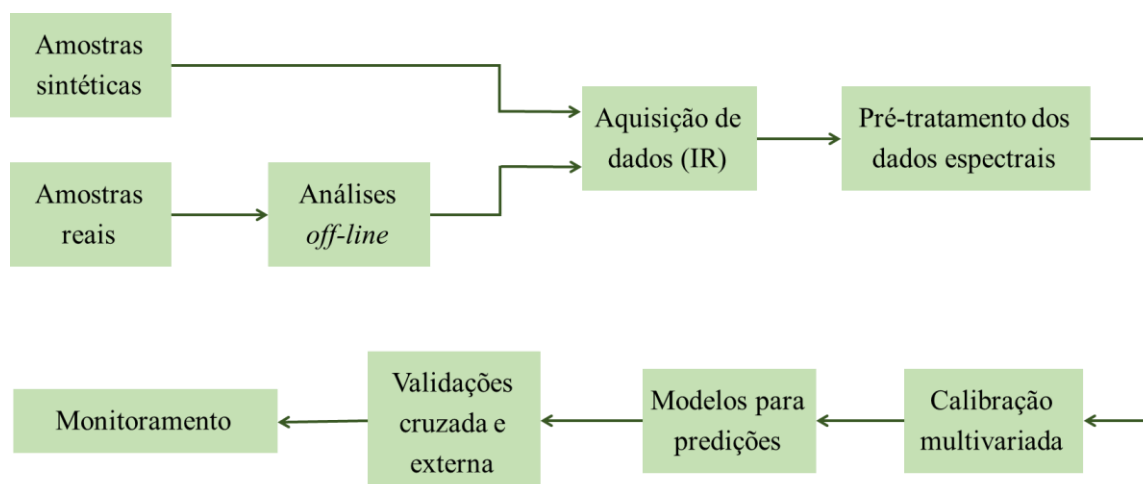 Amostras
sintéticas
Amostras
reais
Análises
off-line
Aquisição de
dados (IR)
Pré-tratamento dos
dados espectrais
Calibração
multivariada
Modelos para
predições
Validações
cruzada e
externa
Monitoramento